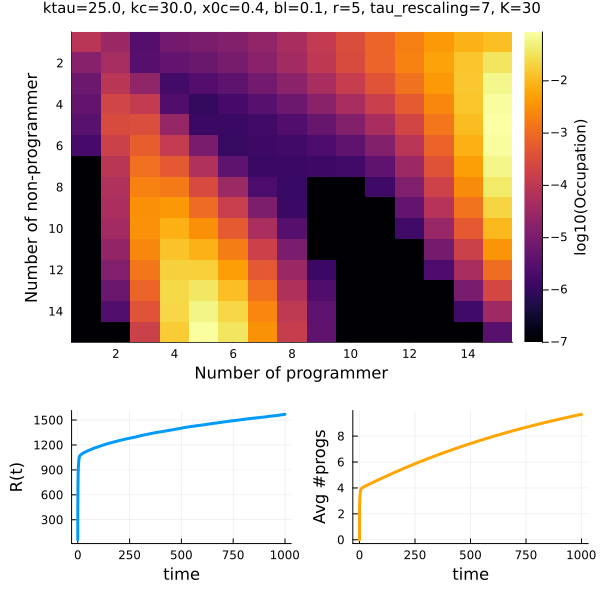 ktau=25.0, kc=30.0, x0c=0.4, bl=0.1, r=5, tau_rescaling=7, K=30
Number of non-programmer
2
4
6
8
10
12
14
2 4 6 8 10 12 14
Number of programmer
−2
−3
−4
−5
−6
−7
log10(Occupation)
R(t)
1500
1200
900
600
300
0 250 500 750 1000
time
Avg #progs
8
6
4
2
0
0 250 500 750 1000
time